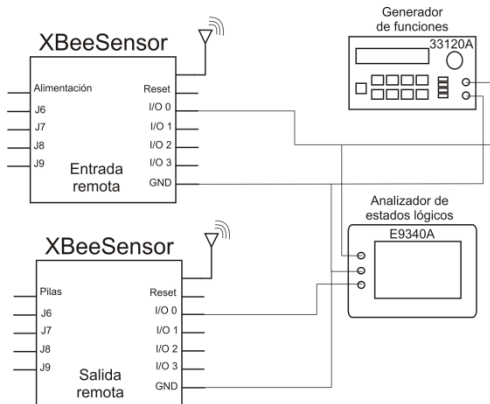 XBeeSensor
Alimentación
J6
J7
J8
J9
Reset
I/O 0
I/O 1
I/O 2
I/O 3
GND
Entrada
remota
Generador
de funciones
33120A
Analizador de
estados lógicos
E9340A
XBeeSensor
Pilas
J6
J7
J8
J9
Reset
I/O 0
I/O 1
I/O 2
I/O 3
GND
Salida
remota